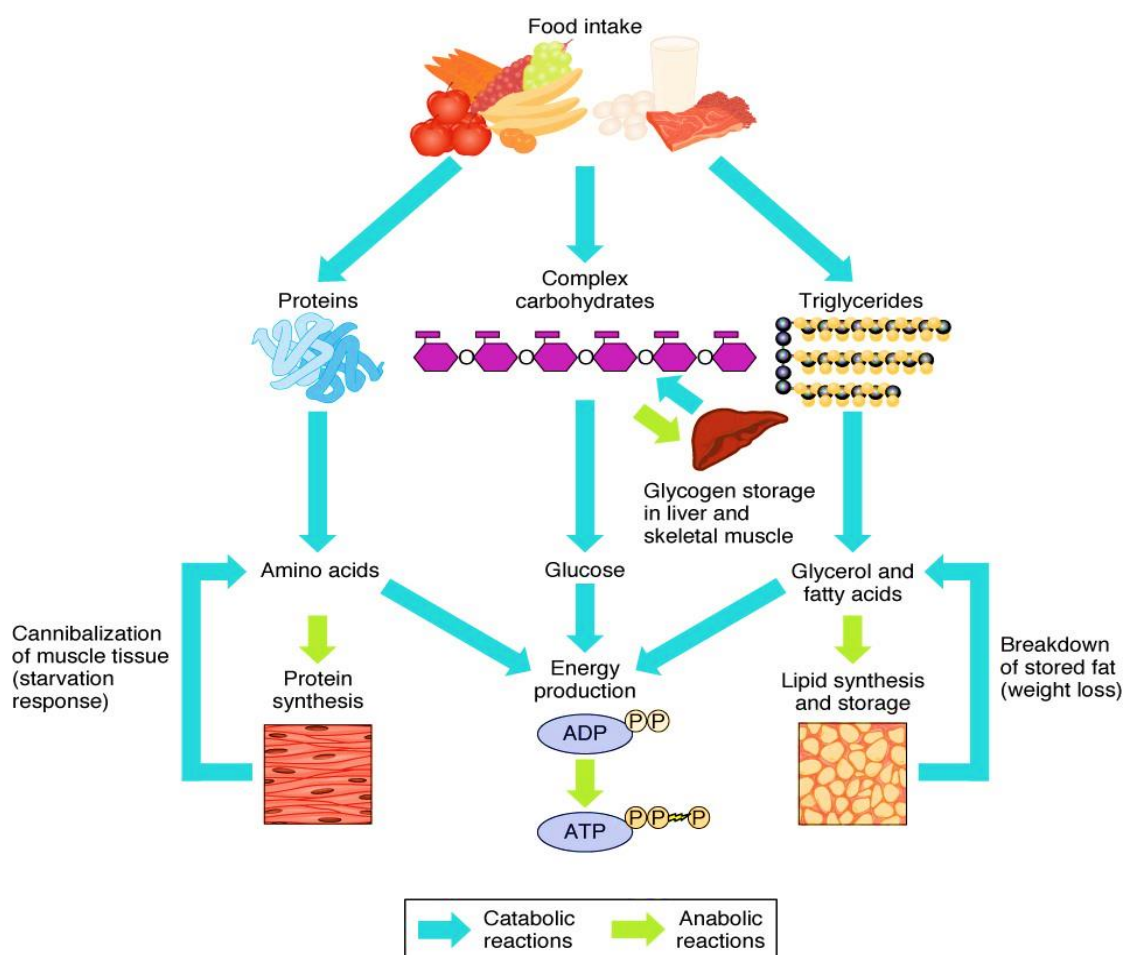 Food intake
Proteins
Complex
carbohydrates
Triglycerides
Glycogen storage
in liver and
skeletal muscle
Amino acids
Glucose
Glycerol and
fatty acids
Cannibalization
of muscle tissue
(starvation
response)
Protein
synthesis
Energy
production
Lipid synthesis
and storage
Breakdown
of stored fat
(weight loss)
ADP P P
ATP P P P
Catabolic
reactions
Anabolic
reactions